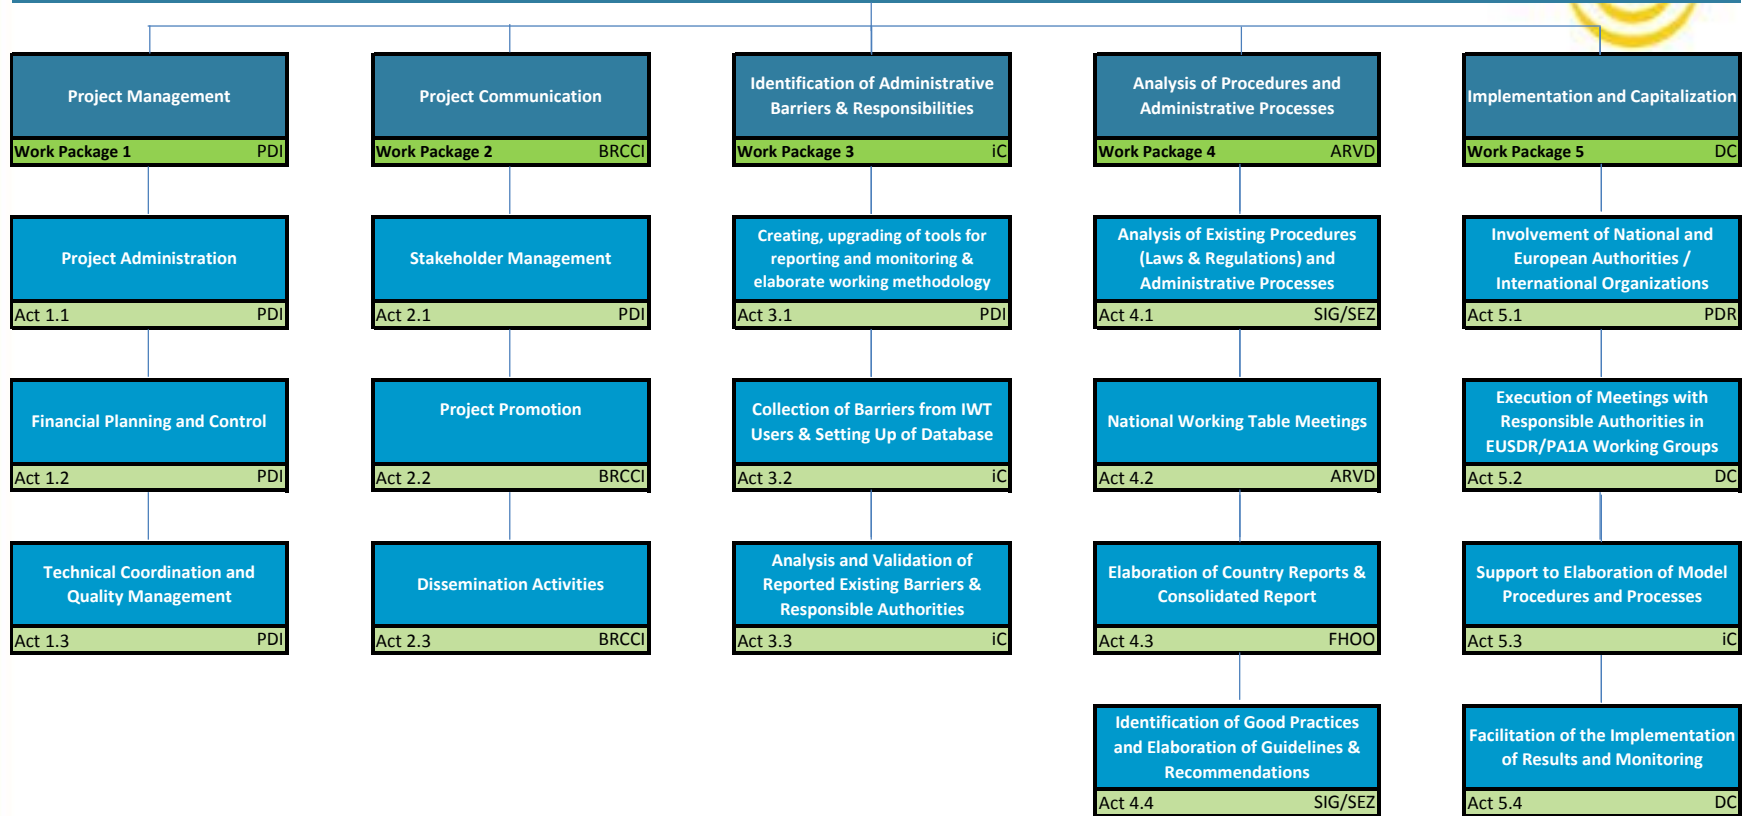 Project Management
Work Package 1 PDI
Project Administration
Act 1.1 PDI
Financial Planning and Control
Act 1.2 PDI
Technical Coordination and
Quality Management
Act 1.3 PDI
Project Communication
Work Package 2 BRCCI
Stakeholder Management
Act 2.1 PDI
Project Promotion
Act 2.2 BRCCI
Dissemination Activities
Act 2.3 BRCCI
Identification of Administrative
Barriers & Responsibilities
Work Package 3 iC
Creating, upgrading of tools for
reporting and monitoring &
elaborate working methodology
Act 3.1 PDI
Collection of Barriers from IWT
Users & Setting Up of Database
Act 3.2 iC
Analysis and Validation of
Reported Existing Barriers &
Responsible Authorities
Act 3.3 iC
Analysis of Procedures and
Administrative Processes
Work Package 4 ARVD
Analysis of Existing Procedures
(Laws & Regulations) and
Administrative Processes
Act 4.1 SIG/SEZ
National Working Table Meetings
Act 4.2 ARVD
Elaboration of Country Reports &
Consolidated Report
Act 4.3 FHOO
Identification of Good Practices
and Elaboration of Guidelines &
Recommendations
Act 4.4 SIG/SEZ
Implementation and Capitalization
Work Package 5 DC
Involvement of National and
European Authorities /
International Organizations
Act 5.1 PDR
Execution of Meetings with
Responsible Authorities in
EUSDR/PA1A Working Groups
Act 5.2 DC
Support to Elaboration of Model
Procedures and Processes
Act 5.3 iC
Facilitation of the Implementation
of Results and Monitoring
Act 5.4 DC